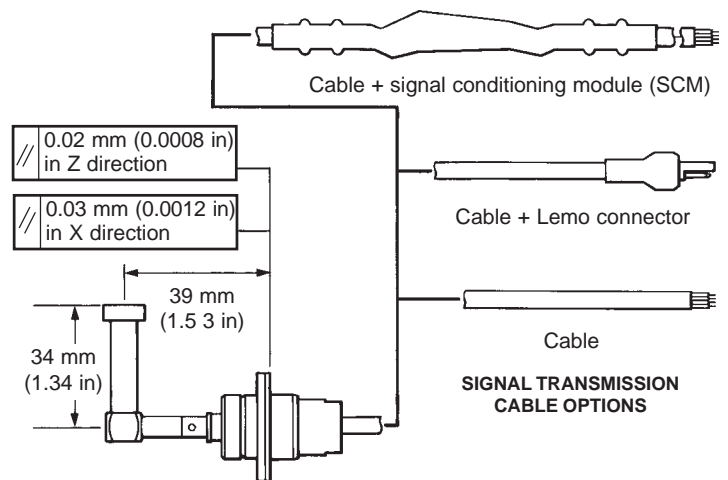 Cable + signal conditioning module (SCM)
// 0.02 mm (0.0008 in)
in Z direction
// 0.03 mm (0.0012 in)
in X direction
Cable + Lemo connector
39 mm
(1.5 3 in)
34 mm
(1.34 in)
Cable
SIGNAL TRANSMISSION
CABLE OPTIONS